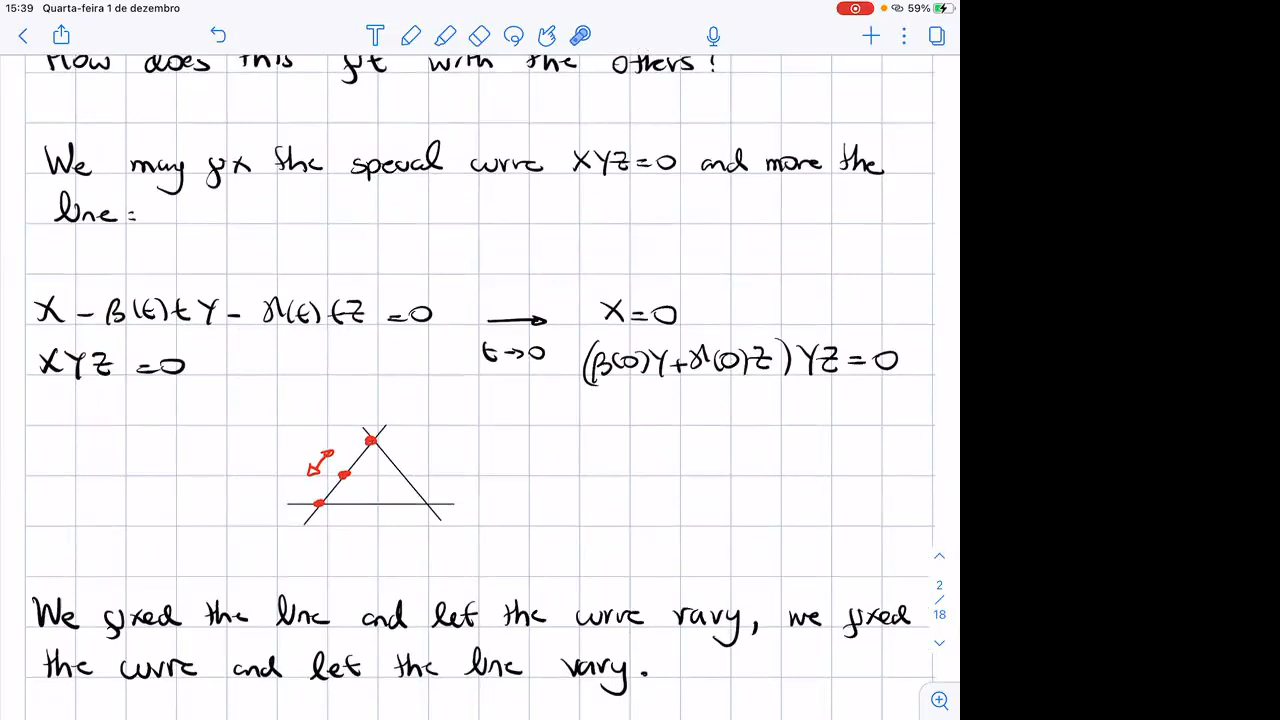 15:39 Quarta-feira 1 de dezembro 59%
How does this fit with the others?
We may fix the special curve XYZ=0 and move the
line:
X - β(t)tY - γ(t)tZ = 0 → X=0
t→0
XYZ = 0 (β(0)Y+γ(0)Z)YZ=0
We fixed the line and let the curve vary, we fixed
the curve and let the line vary.
2
/
18